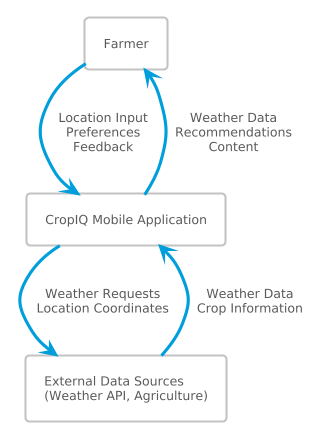 Farmer
Location Input
Preferences
Feedback
Weather Data
Recommendations
Content
CropIQ Mobile Application
Weather Requests
Location Coordinates
Weather Data
Crop Information
External Data Sources
(Weather API, Agriculture)